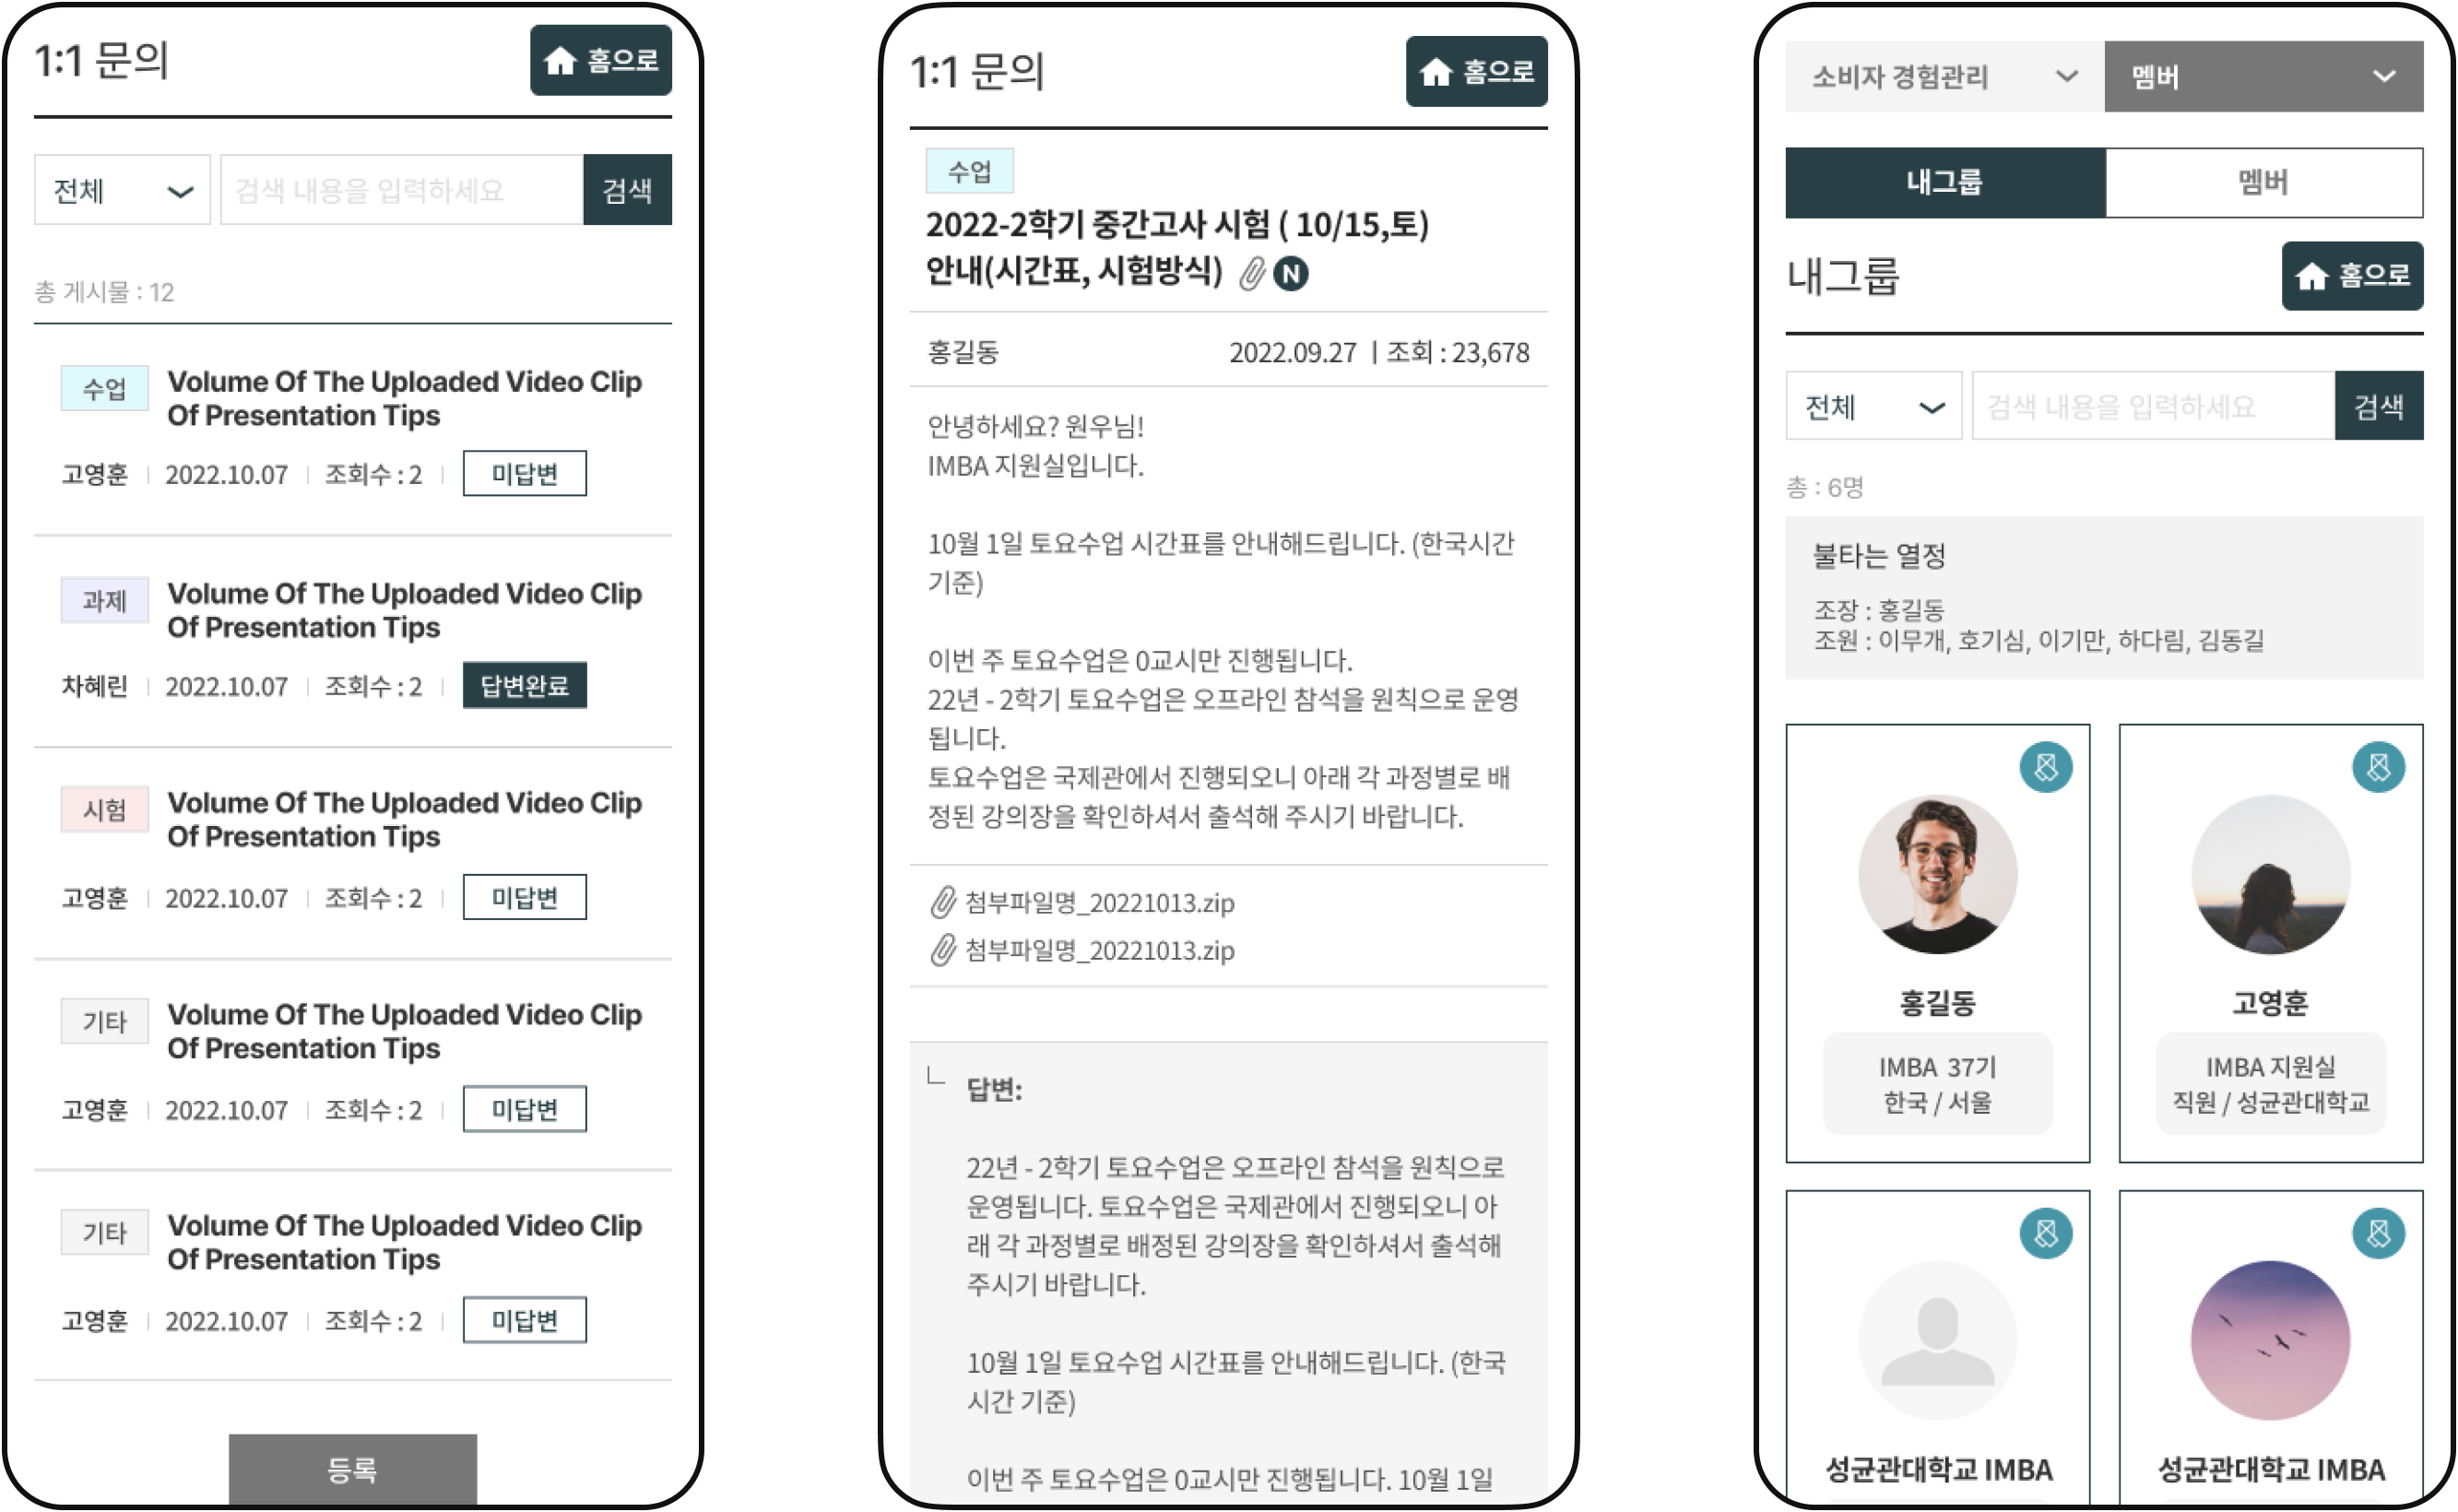 1:1 문의
홈으로
전체
검색 내용을 입력하세요
검색
총 게시물 : 12
수업
Volume Of The Uploaded Video Clip
Of Presentation Tips
고영훈 | 2022.10.07 | 조회수 : 2 | 미답변
과제
Volume Of The Uploaded Video Clip
Of Presentation Tips
차혜린 | 2022.10.07 | 조회수 : 2 | 답변완료
시험
Volume Of The Uploaded Video Clip
Of Presentation Tips
고영훈 | 2022.10.07 | 조회수 : 2 | 미답변
기타
Volume Of The Uploaded Video Clip
Of Presentation Tips
고영훈 | 2022.10.07 | 조회수 : 2 | 미답변
기타
Volume Of The Uploaded Video Clip
Of Presentation Tips
고영훈 | 2022.10.07 | 조회수 : 2 | 미답변
등록
1:1 문의
홈으로
수업
2022-2학기 중간고사 시험 ( 10/15,토)
안내(시간표, 시험방식) N
홍길동
2022.09.27 | 조회 : 23,678
안녕하세요? 원우님!
IMBA 지원실입니다.
10월 1일 토요수업 시간표를 안내해드립니다. (한국시간
기준)
이번 주 토요수업은 0교시만 진행됩니다.
22년 - 2학기 토요수업은 오프라인 참석을 원칙으로 운영
됩니다.
토요수업은 국제관에서 진행되오니 아래 각 과정별로 배
정된 강의장을 확인하셔서 출석해 주시기 바랍니다.
첨부파일명_20221013.zip
첨부파일명_20221013.zip
답변:
22년 - 2학기 토요수업은 오프라인 참석을 원칙으로
운영됩니다. 토요수업은 국제관에서 진행되오니 아
래 각 과정별로 배정된 강의장을 확인하셔서 출석해
주시기 바랍니다.
10월 1일 토요수업 시간표를 안내해드립니다. (한국
시간 기준)
이번 주 토요수업은 0교시만 진행됩니다. 10월 1일
소비자 경험관리
멤버
내그룹
멤버
내그룹
홈으로
전체
검색 내용을 입력하세요
검색
총 : 6명
불타는 열정
조장 : 홍길동
조원 : 이무개, 호기심, 이기만, 하다림, 김동길
홍길동
IMBA 37기
한국 / 서울
고영훈
IMBA 지원실
직원 / 성균관대학교
성균관대학교 IMBA
성균관대학교 IMBA